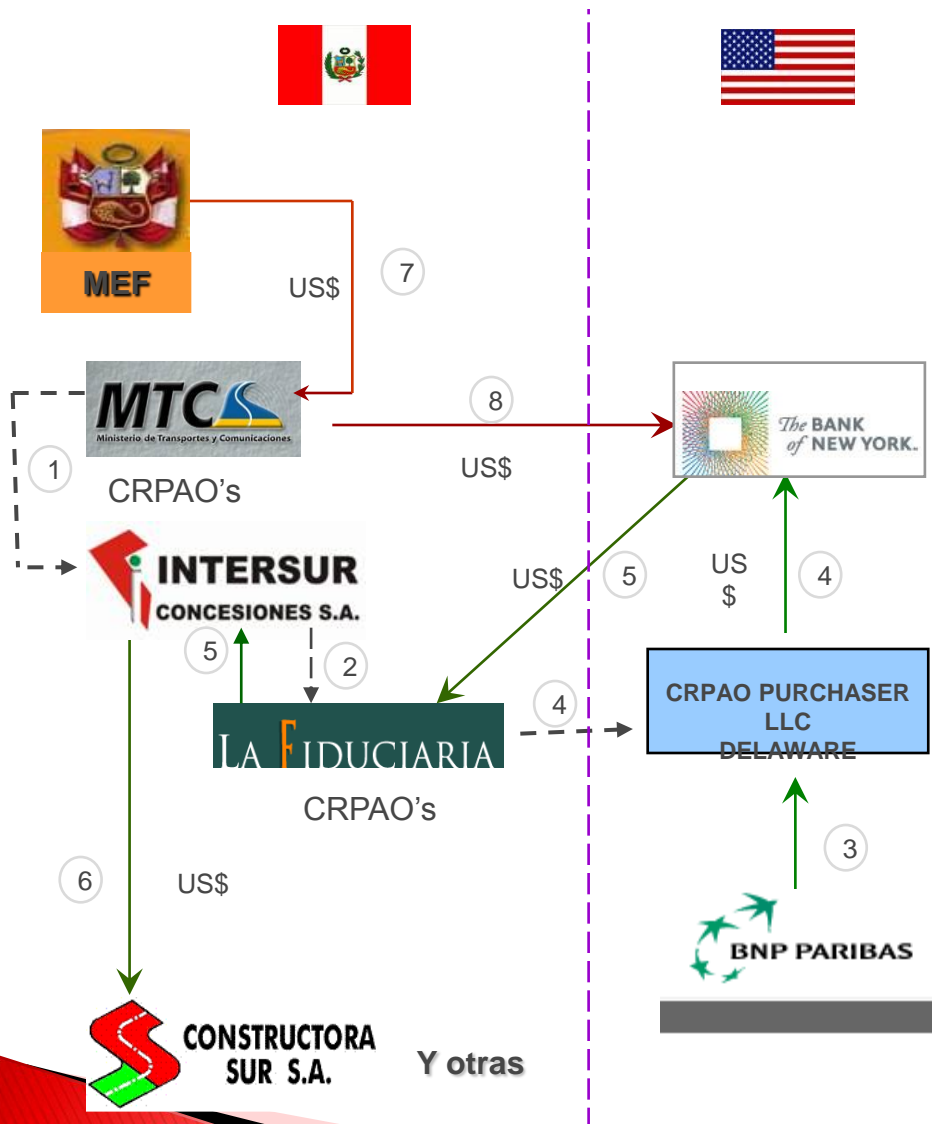 MEF
US$
7
MTC
Ministerio de Transportes y Comunicaciones
8
The BANK
of NEW YORK.
1
US$
CRPAO's
INTERSUR
CONCESIONES S.A.
US$
5
US
$
4
5
2
LA FIDUCIARIA
4
CRPAO PURCHASER
LLC
DELAWARE
CRPAO's
3
6
US$
BNP PARIBAS
CONSTRUCTORA
SUR S.A.
Y otras